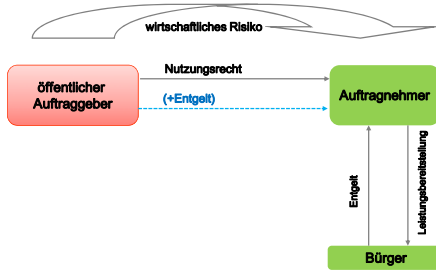 wirtschaftliches Risiko
Nutzungsrecht
öffentlicher
Auftraggeber
(+Entgelt)
Auftragnehmer
Entgelt
Leistungsbereitstellung
Bürger